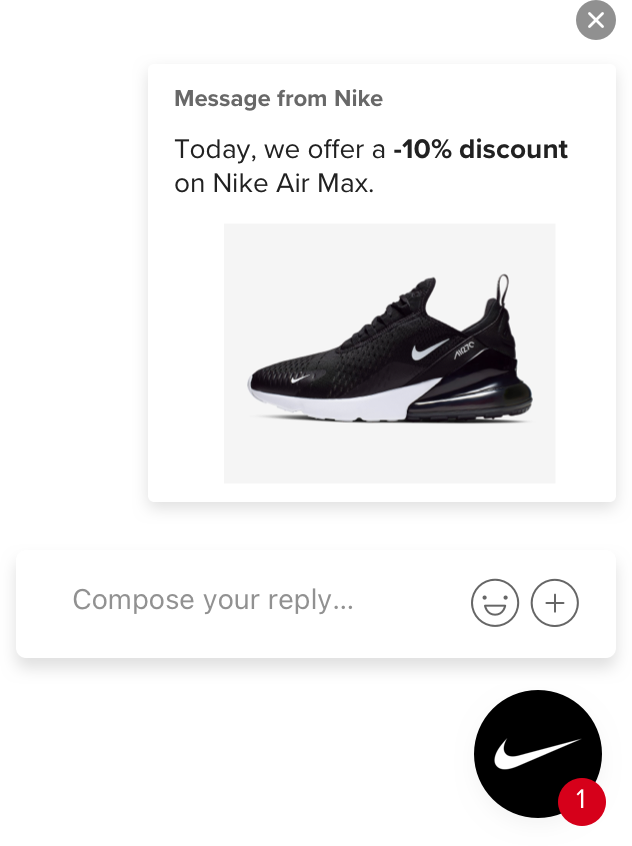 Message from Nike
Today, we offer a -10% discount
on Nike Air Max.
Compose your reply...
1